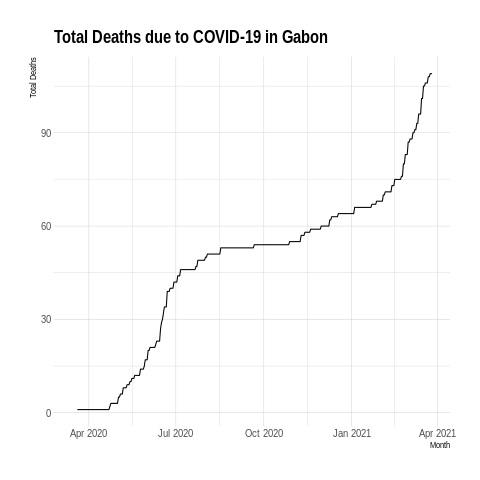 Total Deaths due to COVID-19 in Gabon
Total Deaths
90
60
30
0
Apr 2020 Jul 2020 Oct 2020 Jan 2021 Apr 2021
Month